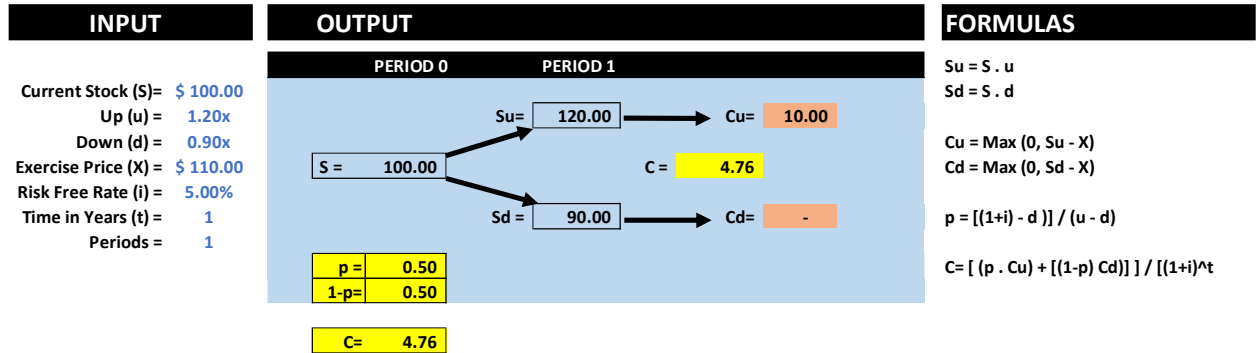 INPUT
OUTPUT
FORMULAS
PERIOD 0 PERIOD 1
Current Stock (S)= $ 100.00
Up (u) = 1.20x
Down (d) = 0.90x
Exercise Price (X) = $ 110.00
Risk Free Rate (i) = 5.00%
Time in Years (t) = 1
Periods = 1
Su= 120.00 Cu= 10.00
S = 100.00 C = 4.76
Sd = 90.00 Cd= -
p = 0.50
1-p= 0.50
C= 4.76
Su = S . u
Sd = S . d
Cu = Max (0, Su - X)
Cd = Max (0, Sd - X)
p = [(1+i) - d )] / (u - d)
C= [ (p . Cu) + [(1-p) Cd)] ] / [(1+i)^t